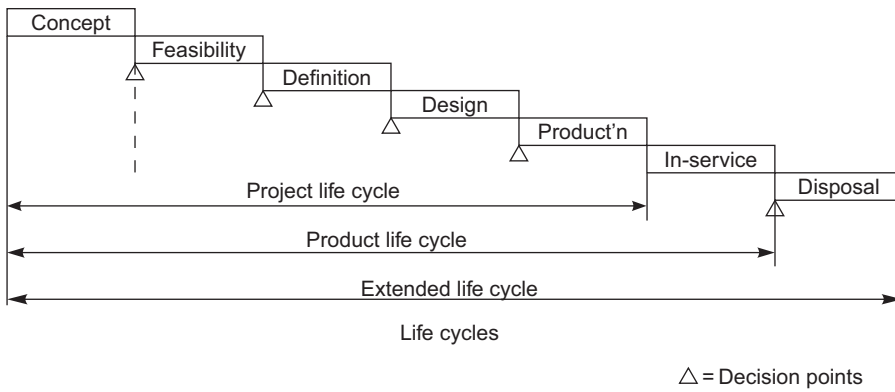 Concept
Feasibility
Definition
Design
Product'n
In-service
Disposal
Project life cycle
Product life cycle
Extended life cycle
Life cycles
△ = Decision points